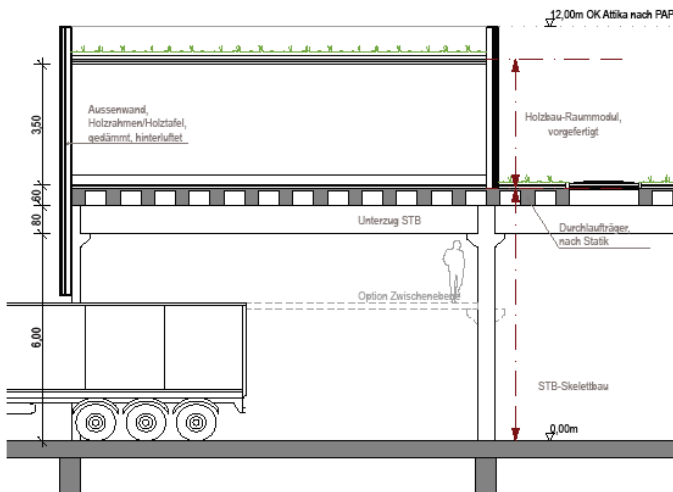 12,00m OK Attika nach PAP
Aussenwand,
Holzrahmen/Holztafel,
gedämmt, hinterluftet
3,50
Holzbau-Raummodul,
vorgefertigt
,60
,80
Unterzug STB
Durchlaufträger,
nach Statik
Option Zwischenebene
6,00
STB-Skelettbau
0,00m